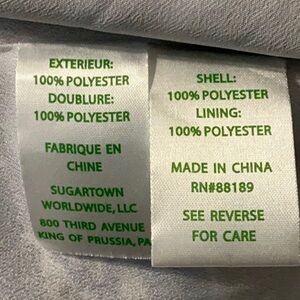 EXTERIEUR:
100% POLYESTER
DOUBLURE:
100% POLYESTER
FABRIQUE EN
CHINE
SUGARTOWN
WORLDWIDE, LLC
800 THIRD AVENUE
KING OF PRUSSIA, PA
SHELL:
100% POLYESTER
LINING:
100% POLYESTER
MADE IN CHINA
RN#88189
SEE REVERSE
FOR CARE